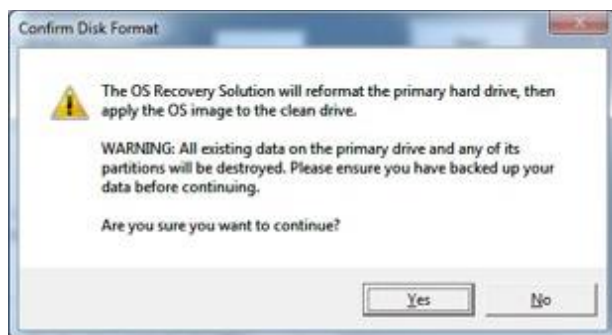 Confirm Disk Format
The OS Recovery Solution will reformat the primary hard drive, then
apply the OS image to the clean drive.
WARNING: All existing data on the primary drive and any of its
partitions will be destroyed. Please ensure you have backed up your
data before continuing.
Are you sure you want to continue?
Yes
No